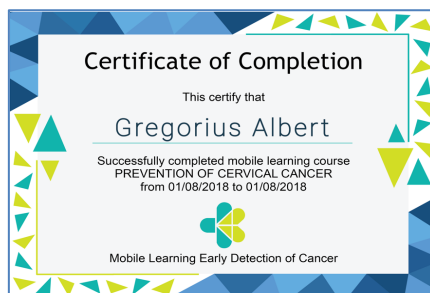 Certificate of Completion
This certify that
Gregorius Albert
Successfully completed mobile learning course
PREVENTION OF CERVICAL CANCER
from 01/08/2018 to 01/08/2018
Mobile Learning Early Detection of Cancer